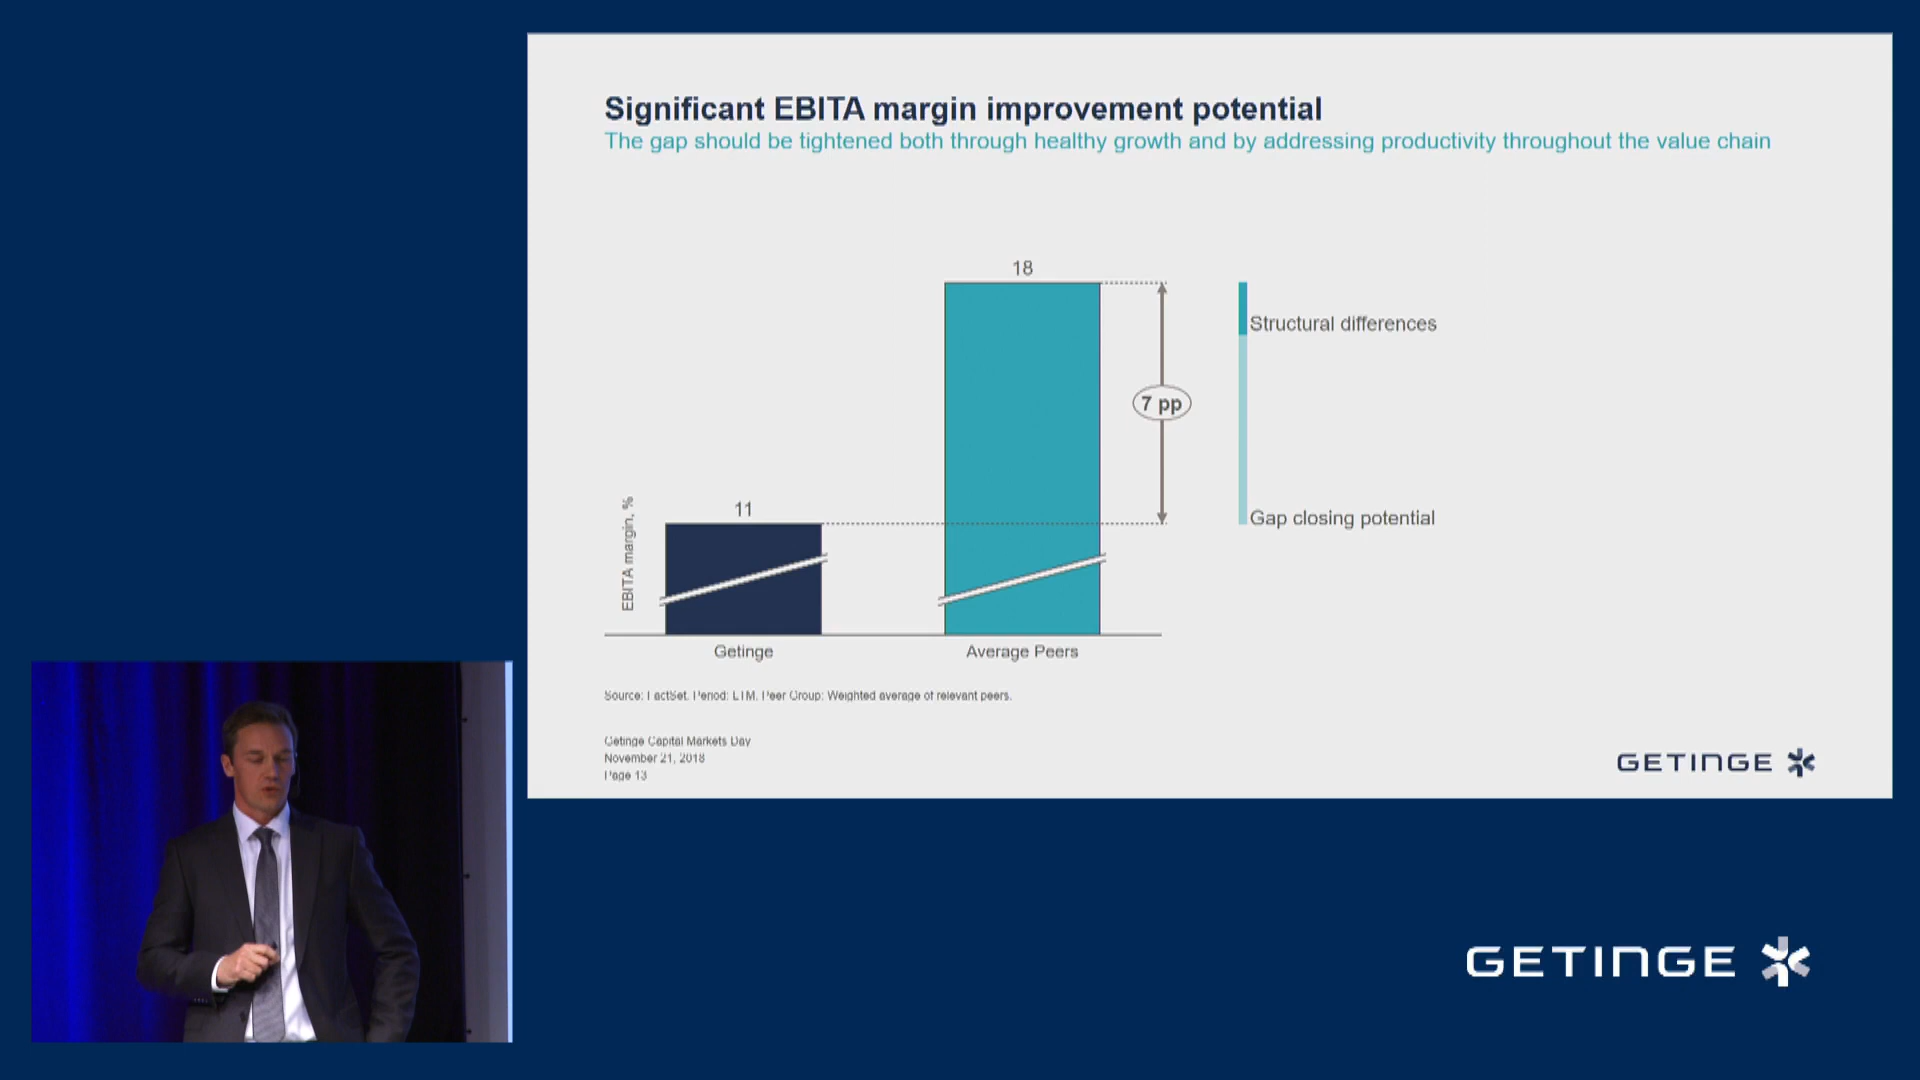 Significant EBITA margin improvement potential
The gap should be tightened both through healthy growth and by addressing productivity throughout the value chain
18
Structural differences
7 pp
11
Gap closing potential
EBITA margin, %
Getinge
Average Peers
Source: FactSet. Period: LTM. Peer Group: Weighted average of relevant peers.
Getinge Capital Markets Day
November 21, 2018
Page 13
GETINGE
GETINGE